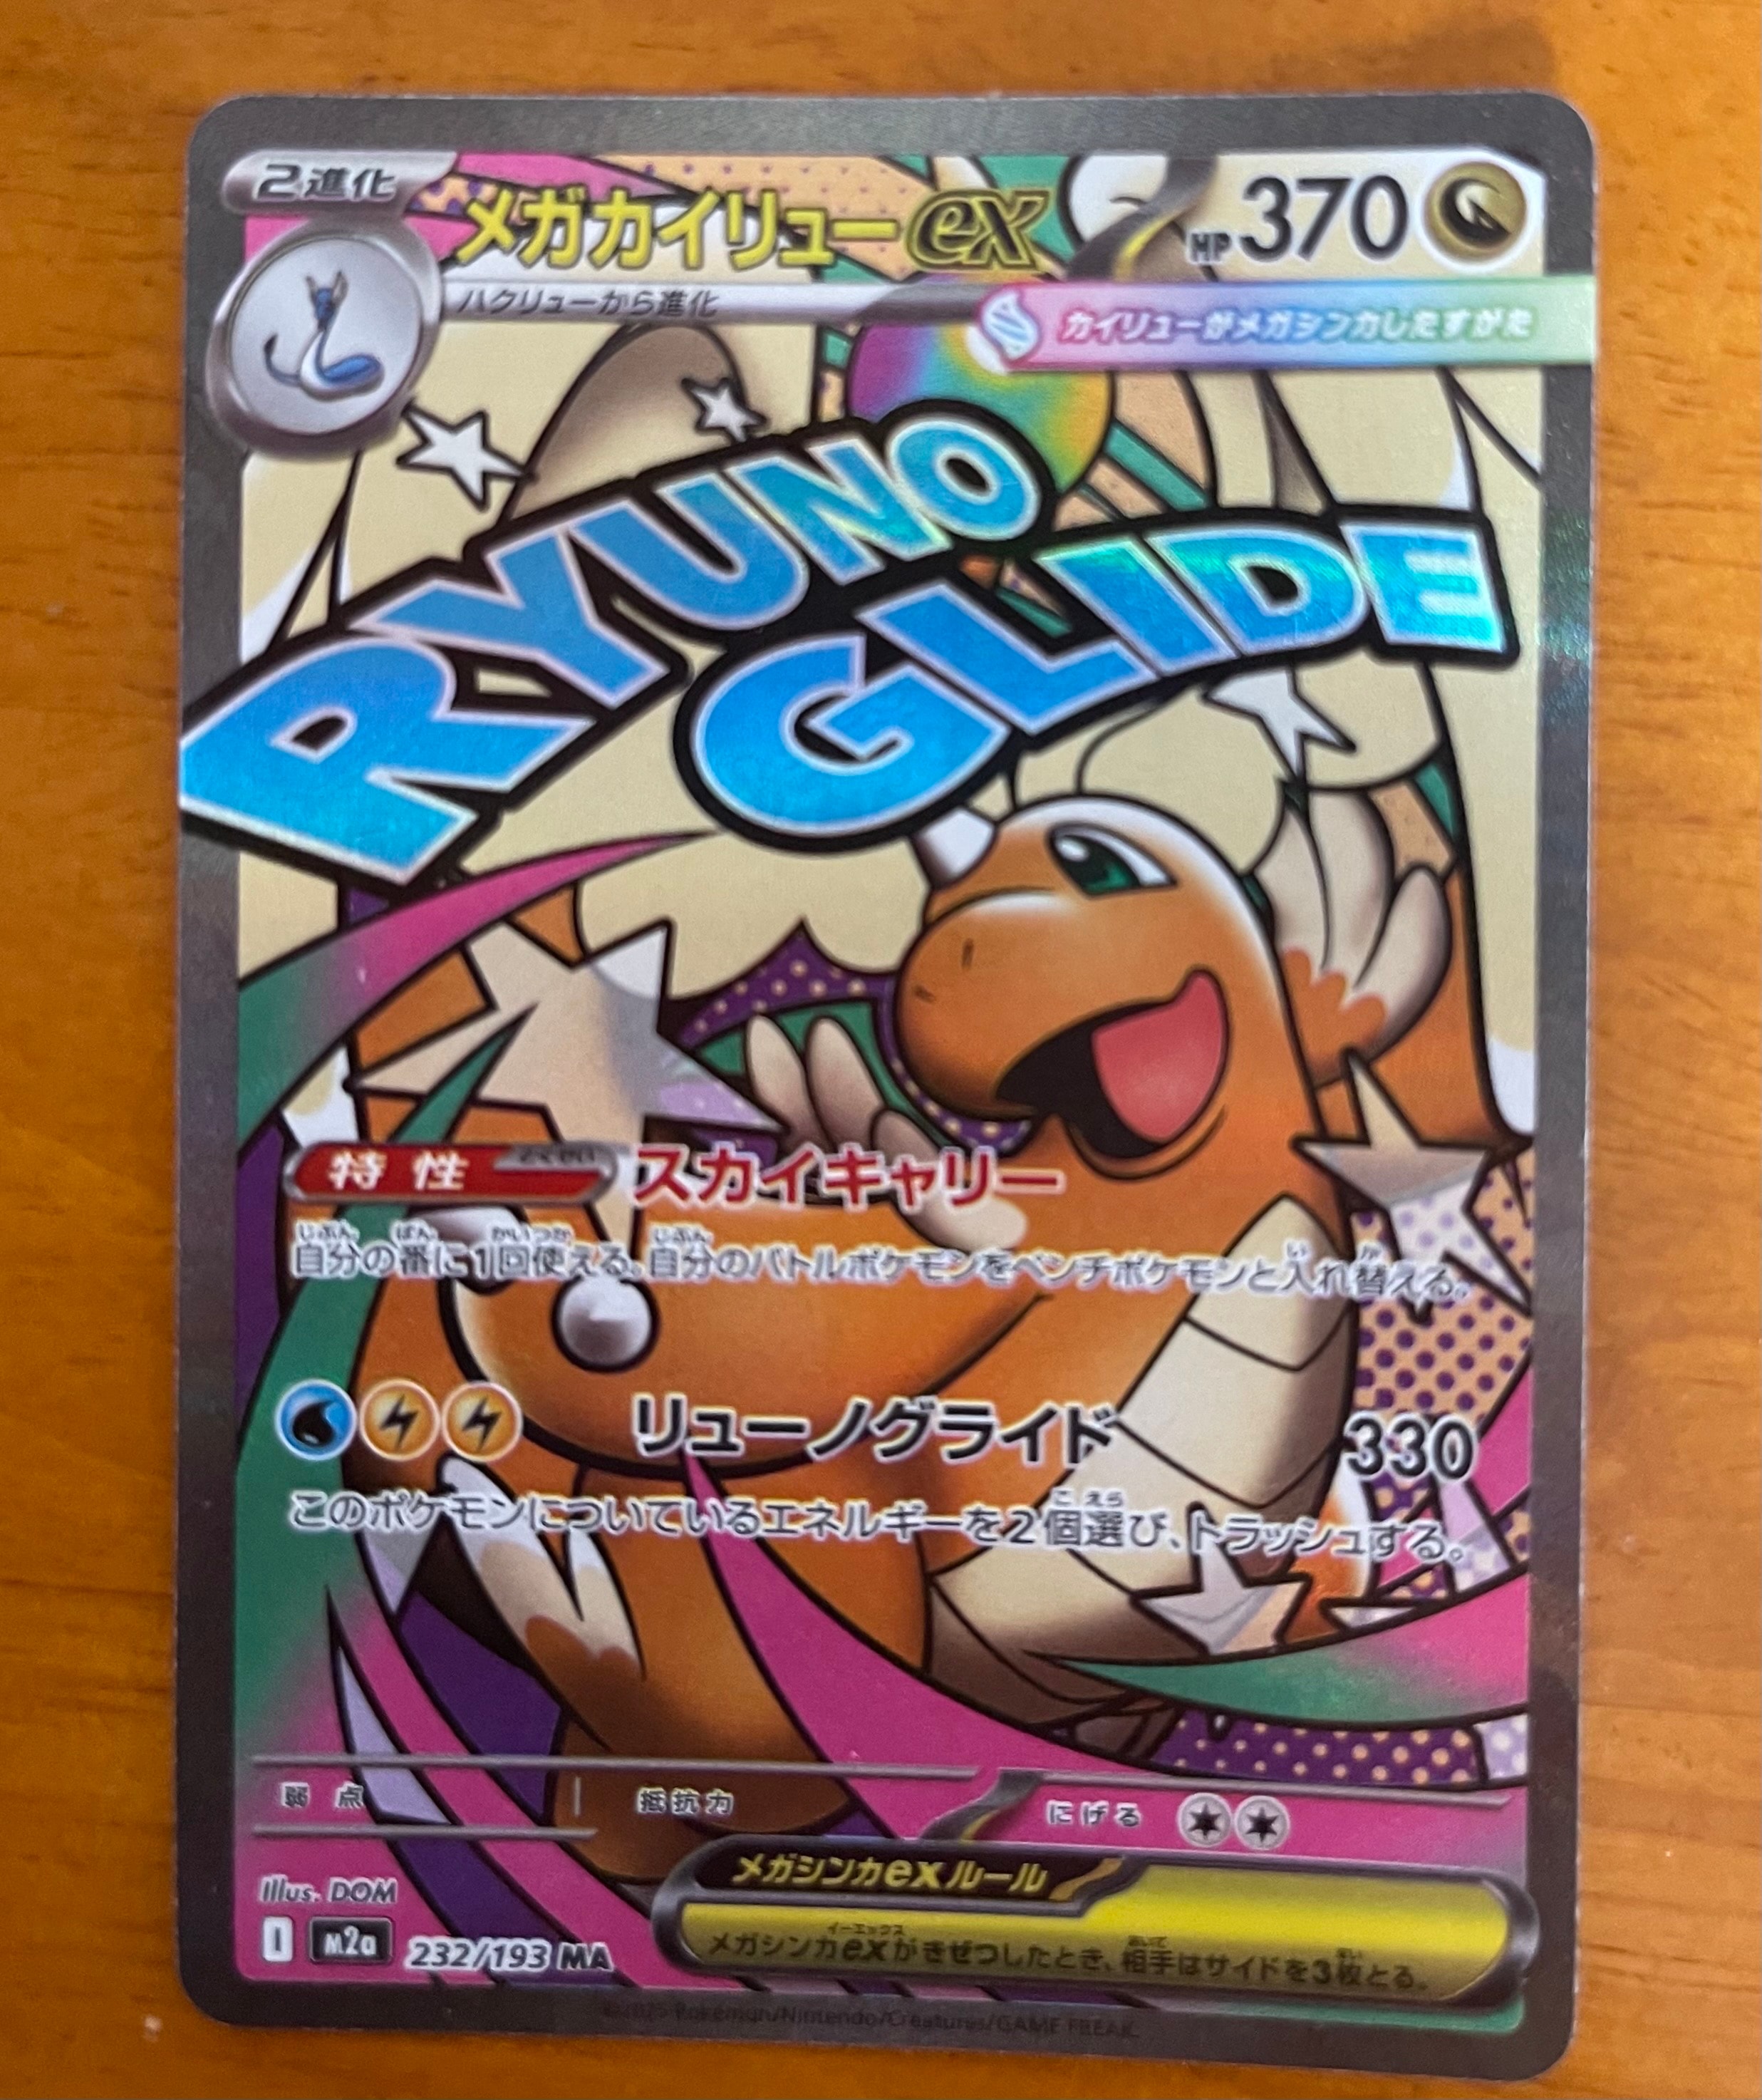 2進化
メガカイリューex HP370
ハクリューから進化
カイリューがメガシンカしたすがた
RYUNO
GLIDE
特性 スカイキャリー
自分の番に1回使える。自分のバトルポケモンをベンチポケモンと入れ替える。
リューノグライド 330
このポケモンについているエネルギーを2個選び、トラッシュする。
弱点 抵抗力 にげる
Illus. DOM
I M2a 232/193 MA
メガシンカexルール
メガシンカexがきぜつしたとき、相手はサイドを3枚とる。
©2025 Pokémon/Nintendo/Creatures/GAME FREAK.